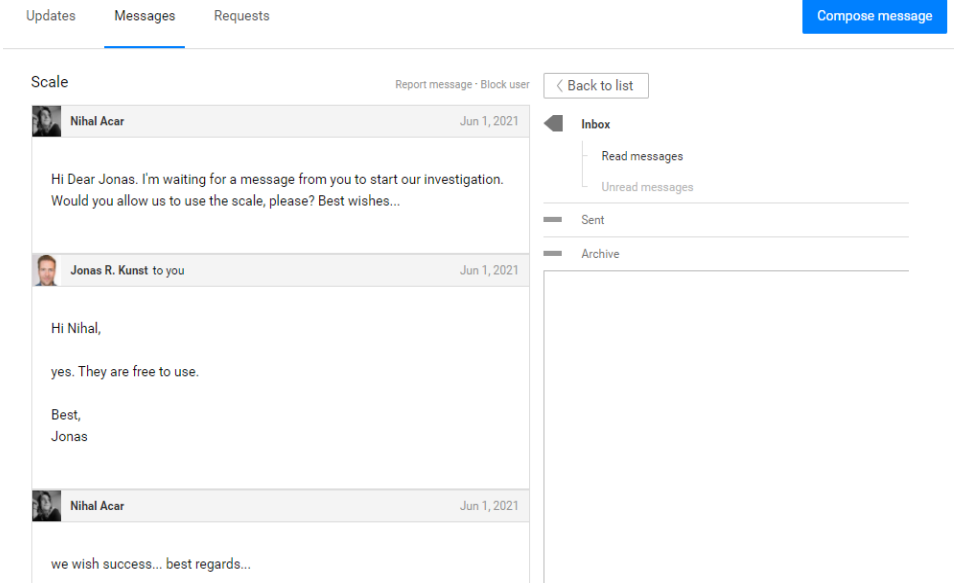 Updates Messages Requests Compose message
Scale Report message - Block user
Nihal Acar Jun 1, 2021
Hi Dear Jonas. I'm waiting for a message from you to start our investigation.
Would you allow us to use the scale, please? Best wishes...
Jonas R. Kunst to you Jun 1, 2021
Hi Nihal,
yes. They are free to use.
Best,
Jonas
Nihal Acar Jun 1, 2021
we wish success... best regards...
Back to list
Inbox
Read messages
Unread messages
Sent
Archive